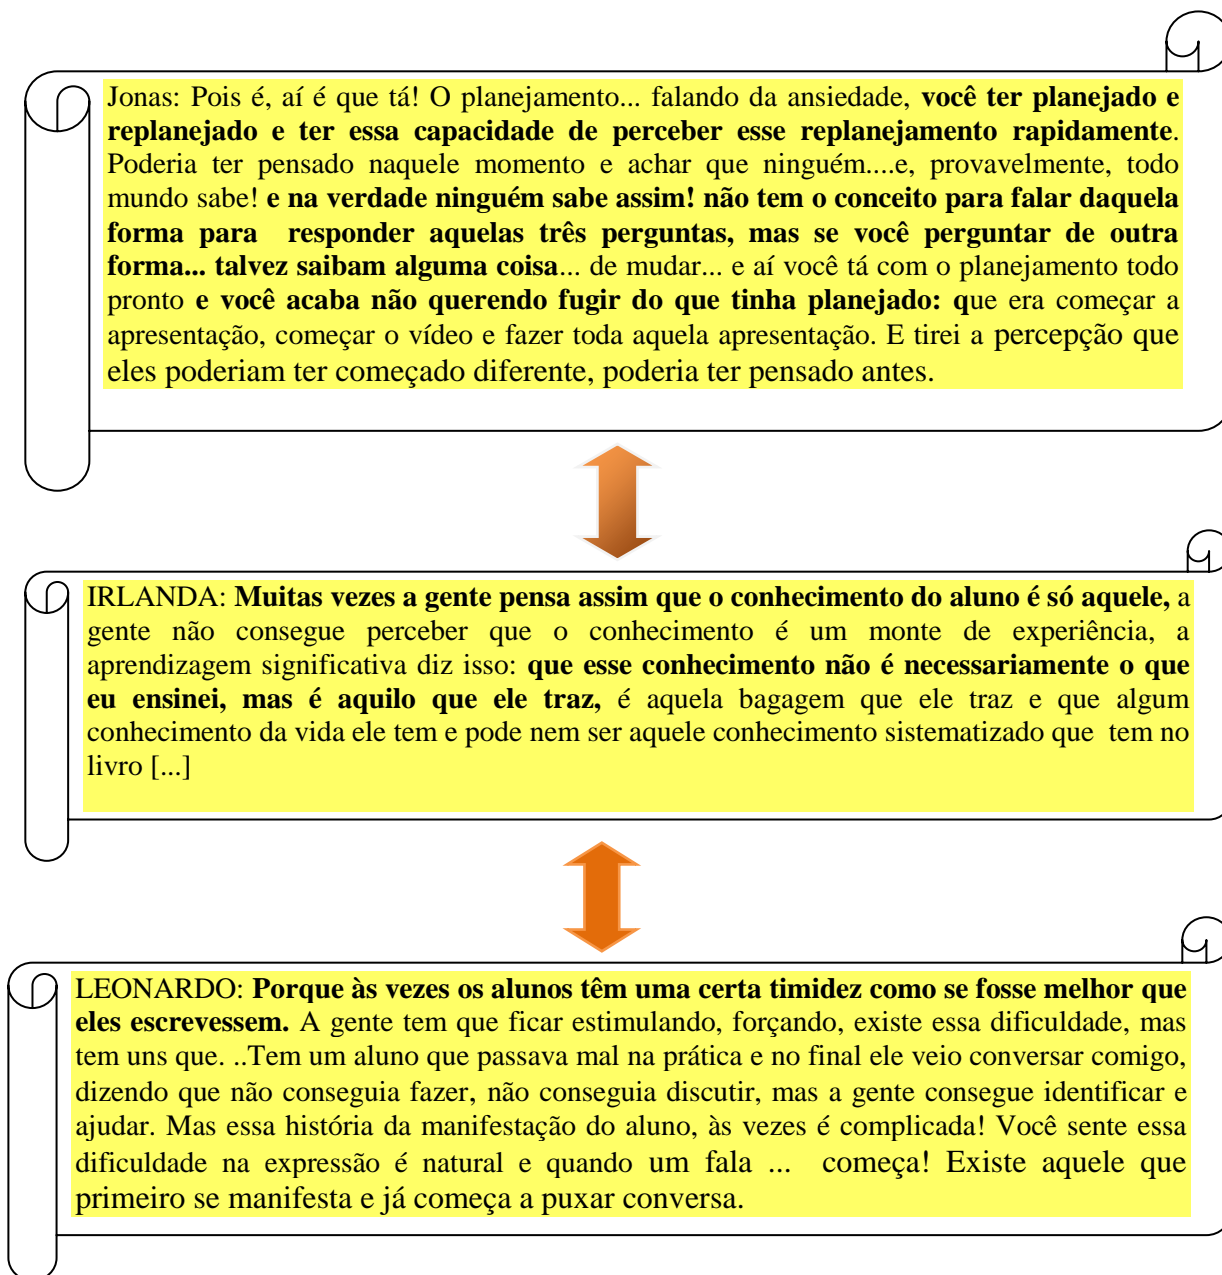 Jonas: Pois é, aí é que tá! O planejamento... falando da ansiedade, você ter planejado e
replanejado e ter essa capacidade de perceber esse replanejamento rapidamente.
Poderia ter pensado naquele momento e achar que ninguém....e, provavelmente, todo
mundo sabe! e na verdade ninguém sabe assim! não tem o conceito para falar daquela
forma para responder aquelas três perguntas, mas se você perguntar de outra
forma... talvez saibam alguma coisa... de mudar... e aí você tá com o planejamento todo
pronto e você acaba não querendo fugir do que tinha planejado: que era começar a
apresentação, começar o vídeo e fazer toda aquela apresentação. E tirei a percepção que
eles poderiam ter começado diferente, poderia ter pensado antes.
IRLANDA: Muitas vezes a gente pensa assim que o conhecimento do aluno é só aquele, a
gente não consegue perceber que o conhecimento é um monte de experiência, a
aprendizagem significativa diz isso: que esse conhecimento não é necessariamente o que
eu ensinei, mas é aquilo que ele traz, é aquela bagagem que ele traz e que algum
conhecimento da vida ele tem e pode nem ser aquele conhecimento sistematizado que tem no
livro [...]
LEONARDO: Porque às vezes os alunos têm uma certa timidez como se fosse melhor que
eles escrevessem. A gente tem que ficar estimulando, forçando, existe essa dificuldade, mas
tem uns que. ..Tem um aluno que passava mal na prática e no final ele veio conversar comigo,
dizendo que não conseguia fazer, não conseguia discutir, mas a gente consegue identificar e
ajudar. Mas essa história da manifestação do aluno, às vezes é complicada! Você sente essa
dificuldade na expressão é natural e quando um fala ... começa! Existe aquele que
primeiro se manifesta e já começa a puxar conversa.